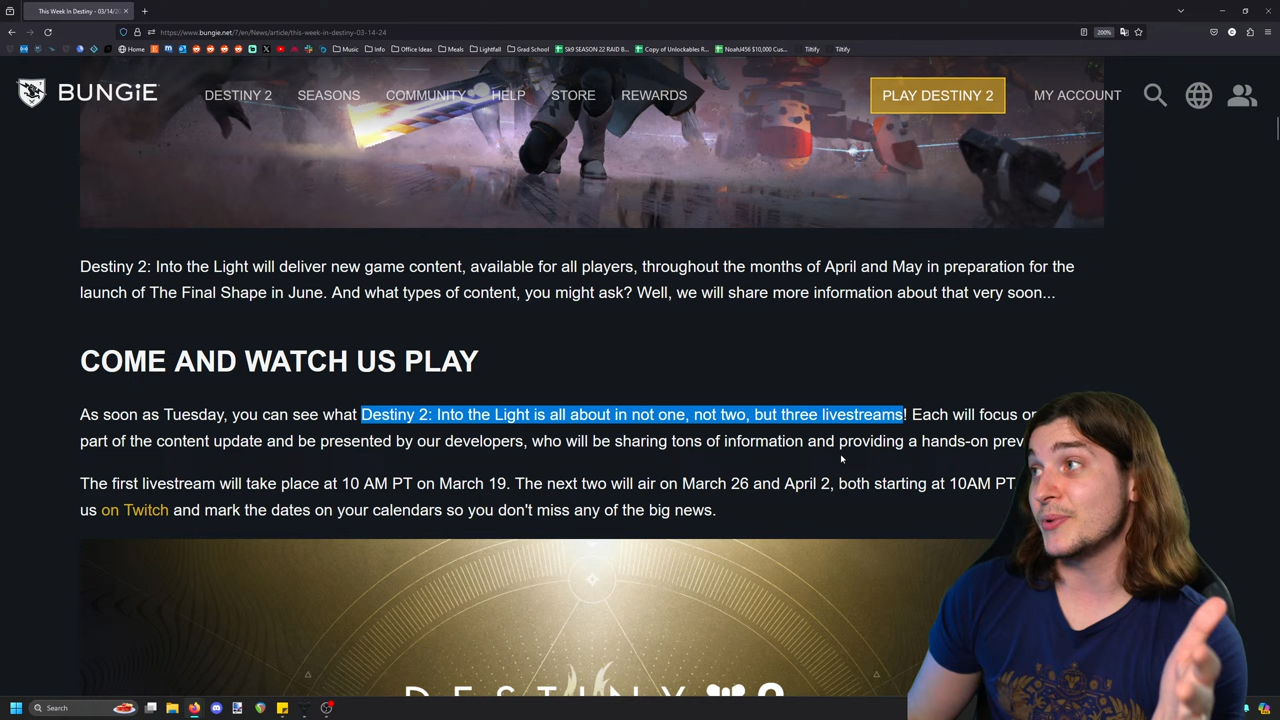 This Week In Destiny - 03/14/2
https://www.bungie.net/7/en/News/article/this-week-in-destiny-03-14-24
200%
Home
Music
Info
Office Ideas
Meals
Lightfall
Grad School
Sk9 SEASON 22 RAID B...
Copy of Unlockables R...
NoahJ456 $10,000 Cus...
Tiltify
Tiltify
BUNGiE
DESTINY 2
SEASONS
COMMUNITY
HELP
STORE
REWARDS
PLAY DESTINY 2
MY ACCOUNT
Destiny 2: Into the Light will deliver new game content, available for all players, throughout the months of April and May in preparation for the
launch of The Final Shape in June. And what types of content, you might ask? Well, we will share more information about that very soon...
COME AND WATCH US PLAY
As soon as Tuesday, you can see what Destiny 2: Into the Light is all about in not one, not two, but three livestreams! Each will focus
part of the content update and be presented by our developers, who will be sharing tons of information and providing a hands-on
The first livestream will take place at 10 AM PT on March 19. The next two will air on March 26 and April 2, both starting at 10AM PT
us on Twitch and mark the dates on your calendars so you don't miss any of the big news.
DESTINY 2
Search